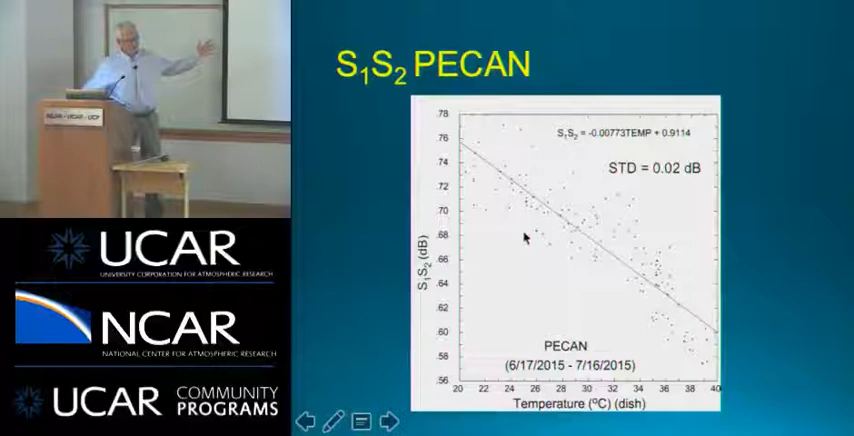 S₁S₂ PECAN
.78
.76
.74
.72
.70
.68
.66
.64
.62
.60
.58
.56
S₁S₂ (dB)
S₁S₂ = -0.00773TEMP + 0.9114
STD = 0.02 dB
PECAN
(6/17/2015 - 7/16/2015)
20 22 24 26 28 30 32 34 36 38 40
Temperature (°C) (dish)
UCAR
UNIVERSITY CORPORATION FOR ATMOSPHERIC RESEARCH
NCAR
NATIONAL CENTER FOR ATMOSPHERIC RESEARCH
UCAR COMMUNITY
PROGRAMS